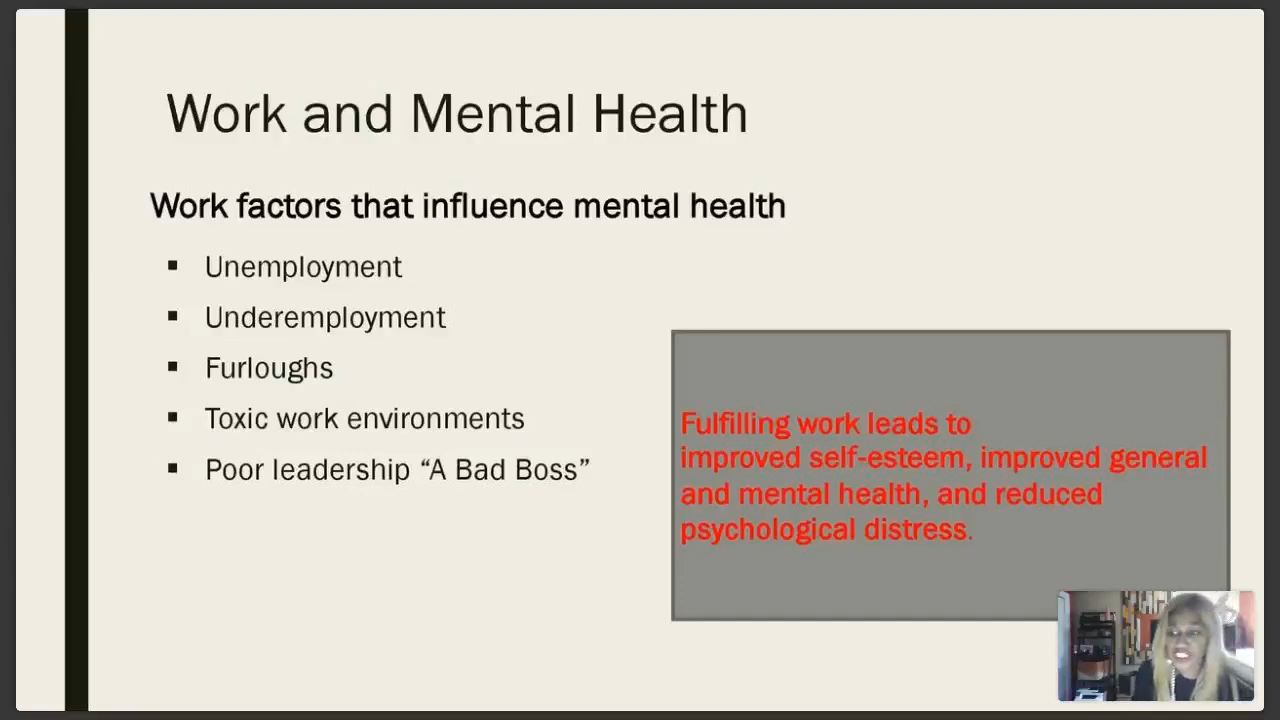 Work and Mental Health
Work factors that influence mental health
Unemployment
Underemployment
Furloughs
Toxic work environments
Poor leadership “A Bad Boss”
Fulfilling work leads to
improved self-esteem, improved general
and mental health, and reduced
psychological distress.